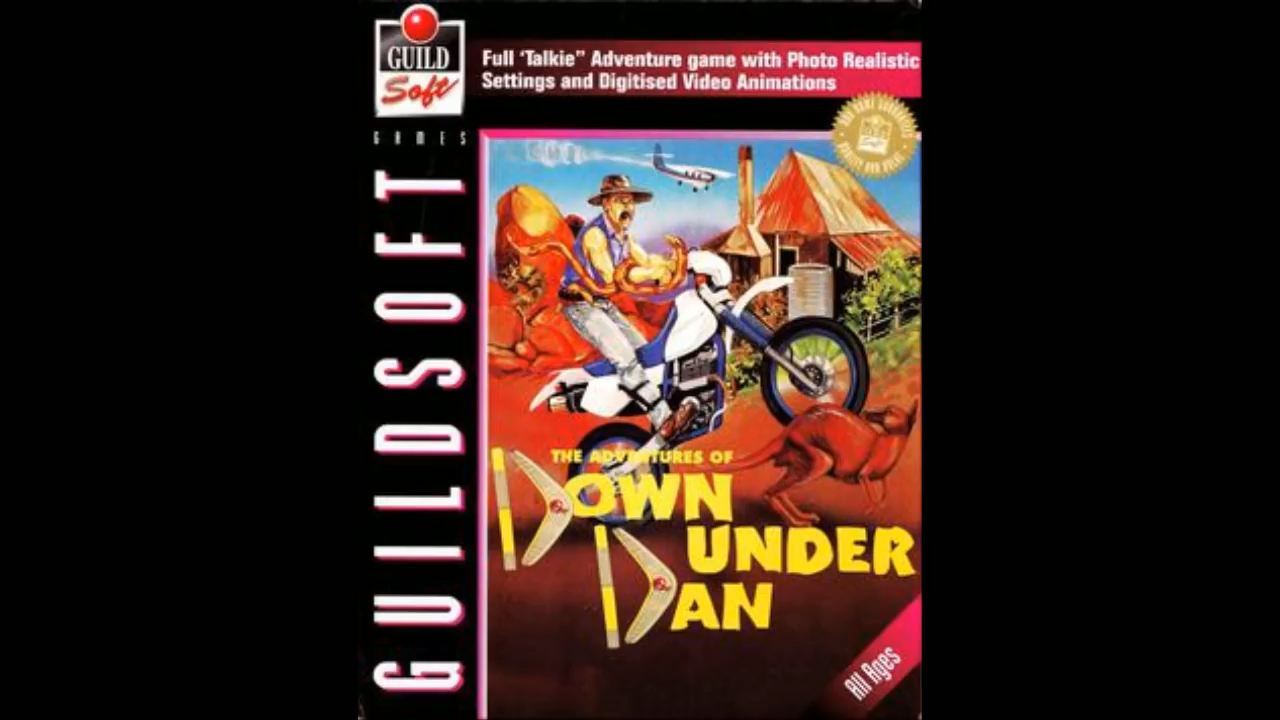 GUILD
Soft
GAMES
GUILDSOFT
Full 'Talkie" Adventure game with Photo Realistic
Settings and Digitised Video Animations
THE ADVENTURES OF
DOWN
UNDER
DAN
All Ages